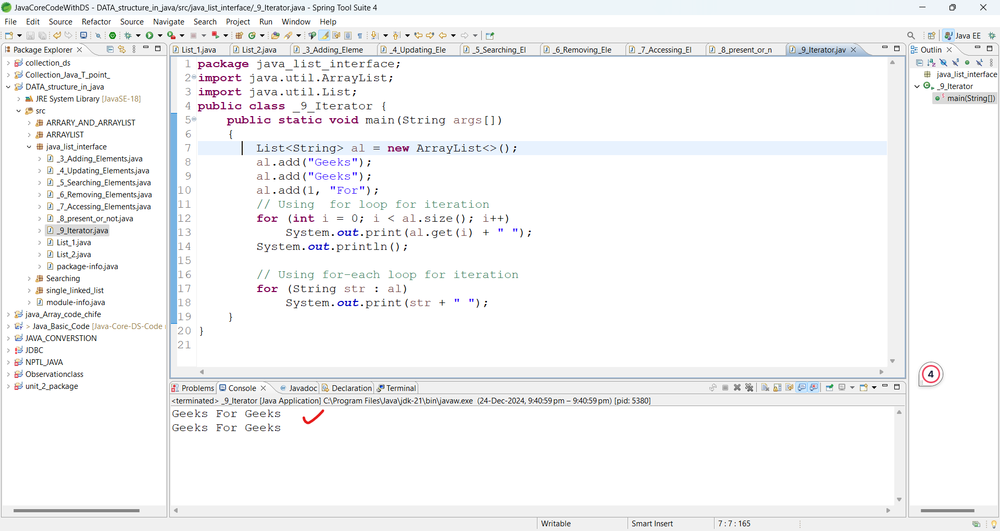 JavaCoreCodeWithDS - DATA_structure_in_java/src/java_list_interface/_9_Iterator.java - Spring Tool Suite 4
File Edit Source Refactor Source Navigate Search Project Run Window Help
Java EE
Package Explorer
collection_ds
Collection_Java_T_point_
DATA_structure_in_java
JRE System Library [JavaSE-18]
src
ARRARY_AND_ARRAYLIST
ARRAYLIST
java_list_interface
_3_Adding_Elements.java
_4_Updating_Elements.java
_5_Searching_Elements.java
_6_Removing_Elements.java
_7_Accessing_Elements.java
_8_present_or_not.java
_9_Iterator.java
List_1.java
List_2.java
package-info.java
Searching
single_linked_list
module-info.java
java_Array_code_chife
> Java_Basic_Code [Java-Core-DS-Code
JAVA_CONVERSTION
JDBC
NPTL_JAVA
Observationclass
unit_2_package
List_1.java List_2.java _3_Adding_Eleme _4_Updating_Ele _5_Searching_El _6_Removing_Ele _7_Accessing_El _8_present_or_n _9_Iterator.jav
1 package java_list_interface;
2 import java.util.ArrayList;
3 import java.util.List;
4 public class _9_Iterator {
5 public static void main(String args[])
6 {
7 List<String> al = new ArrayList<>();
8 al.add("Geeks");
9 al.add("Geeks");
10 al.add(1, "For");
11 // Using  for loop for iteration
12 for (int i = 0; i < al.size(); i++)
13 System.out.print(al.get(i) + " ");
14 System.out.println();
15
16 // Using for-each loop for iteration
17 for (String str : al)
18 System.out.print(str + " ");
19 }
20 }
21
Outlin
java_list_interface
_9_Iterator
main(String[])
4
Problems Console @ Javadoc Declaration Terminal
<terminated> _9_Iterator [Java Application] C:\Program Files\Java\jdk-21\bin\javaw.exe (24-Dec-2024, 9:40:59 pm – 9:40:59 pm) [pid: 5380]
Geeks For Geeks
Geeks For Geeks
Writable Smart Insert 7 : 7 : 165